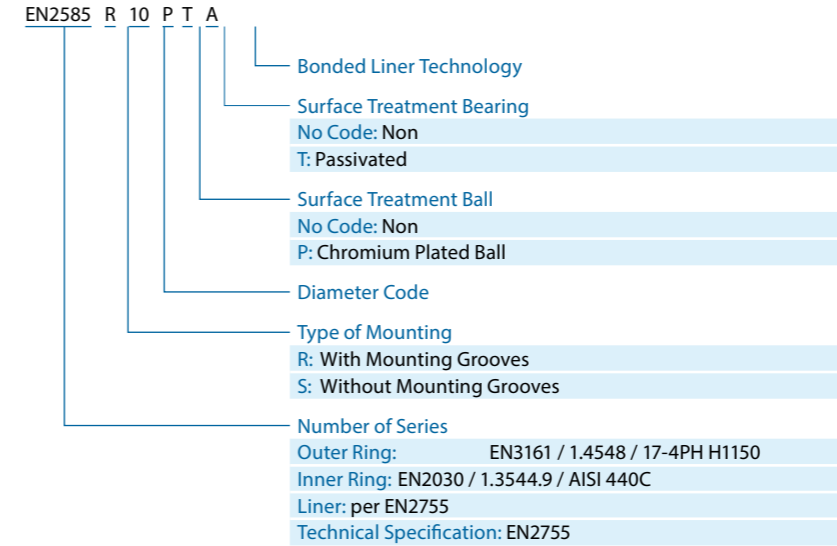 EN2585 R 10 P T A
Bonded Liner Technology
Surface Treatment Bearing
No Code: Non
T: Passivated
Surface Treatment Ball
No Code: Non
P: Chromium Plated Ball
Diameter Code
Type of Mounting
R: With Mounting Grooves
S: Without Mounting Grooves
Number of Series
Outer Ring: EN3161 / 1.4548 / 17-4PH H1150
Inner Ring: EN2030 / 1.3544.9 / AISI 440C
Liner: per EN2755
Technical Specification: EN2755